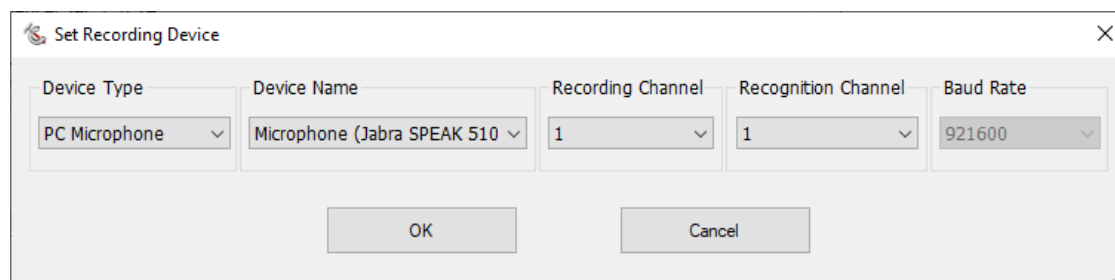 Set Recording Device
Device Type
Device Name
Recording Channel
Recognition Channel
Baud Rate
PC Microphone
Microphone (Jabra SPEAK 510
1
1
921600
OK
Cancel